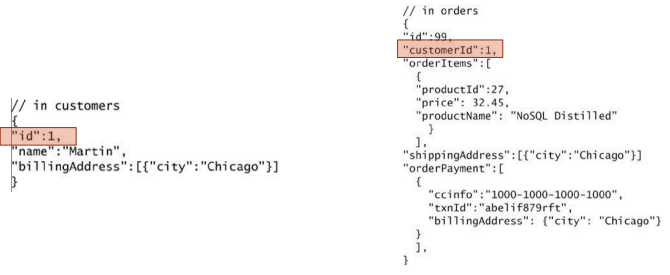 // in customers
{
"id":1,
"name":"Martin",
"billingAddress":[{"city":"Chicago"}]
}
// in orders
{
"id":99,
"customerId":1,
"orderItems":[
{
"productId":27,
"price": 32.45,
"productName": "NoSQL Distilled"
}
],
"shippingAddress":[{"city":"Chicago"}]
"orderPayment":[
{
"ccinfo":"1000-1000-1000-1000",
"txnId":"abelif879rft",
"billingAddress": {"city": "Chicago"}
}
],
}